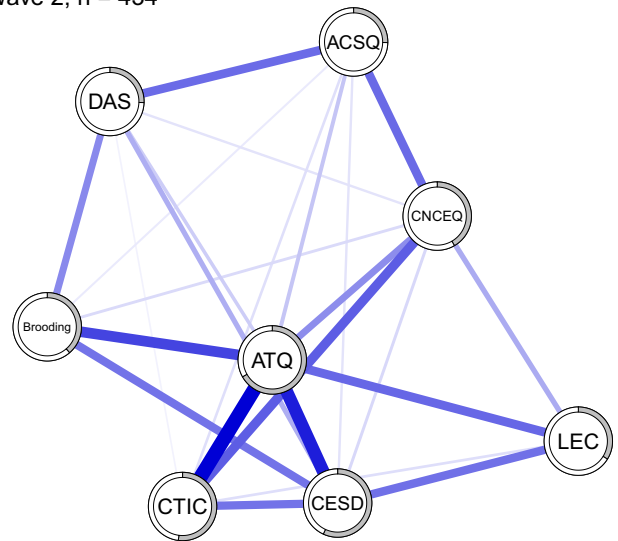 ACSQ
DAS
CNCEQ
Brooding
ATQ
LEC
CTIC
CESD